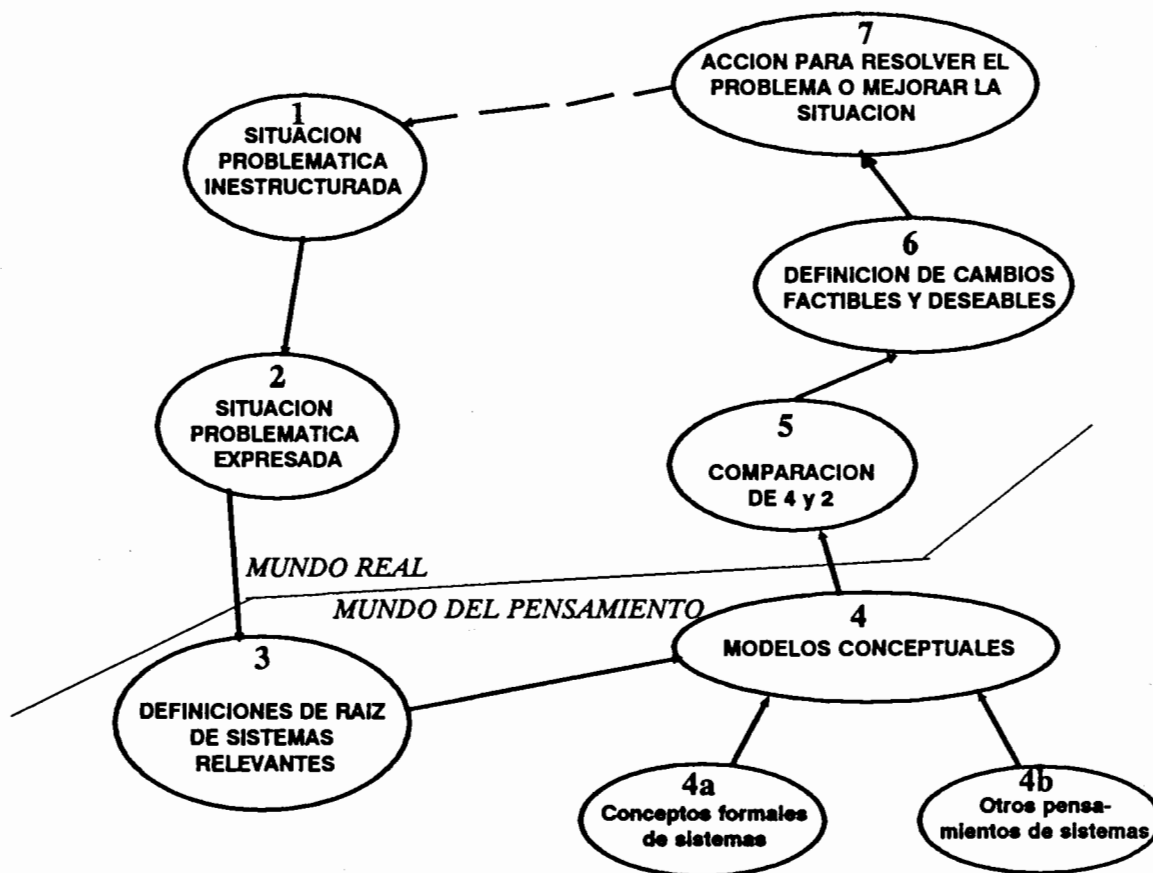 1
SITUACION
PROBLEMATICA
INESTRUCTURADA
2
SITUACION
PROBLEMATICA
EXPRESADA
MUNDO REAL
MUNDO DEL PENSAMIENTO
3
DEFINICIONES DE RAIZ
DE SISTEMAS
RELEVANTES
4
MODELOS CONCEPTUALES
4a
Conceptos formales
de sistemas
4b
Otros pensa-
mientos de sistemas
5
COMPARACION
DE 4 y 2
6
DEFINICION DE CAMBIOS
FACTIBLES Y DESEABLES
7
ACCION PARA RESOLVER EL
PROBLEMA O MEJORAR LA
SITUACION